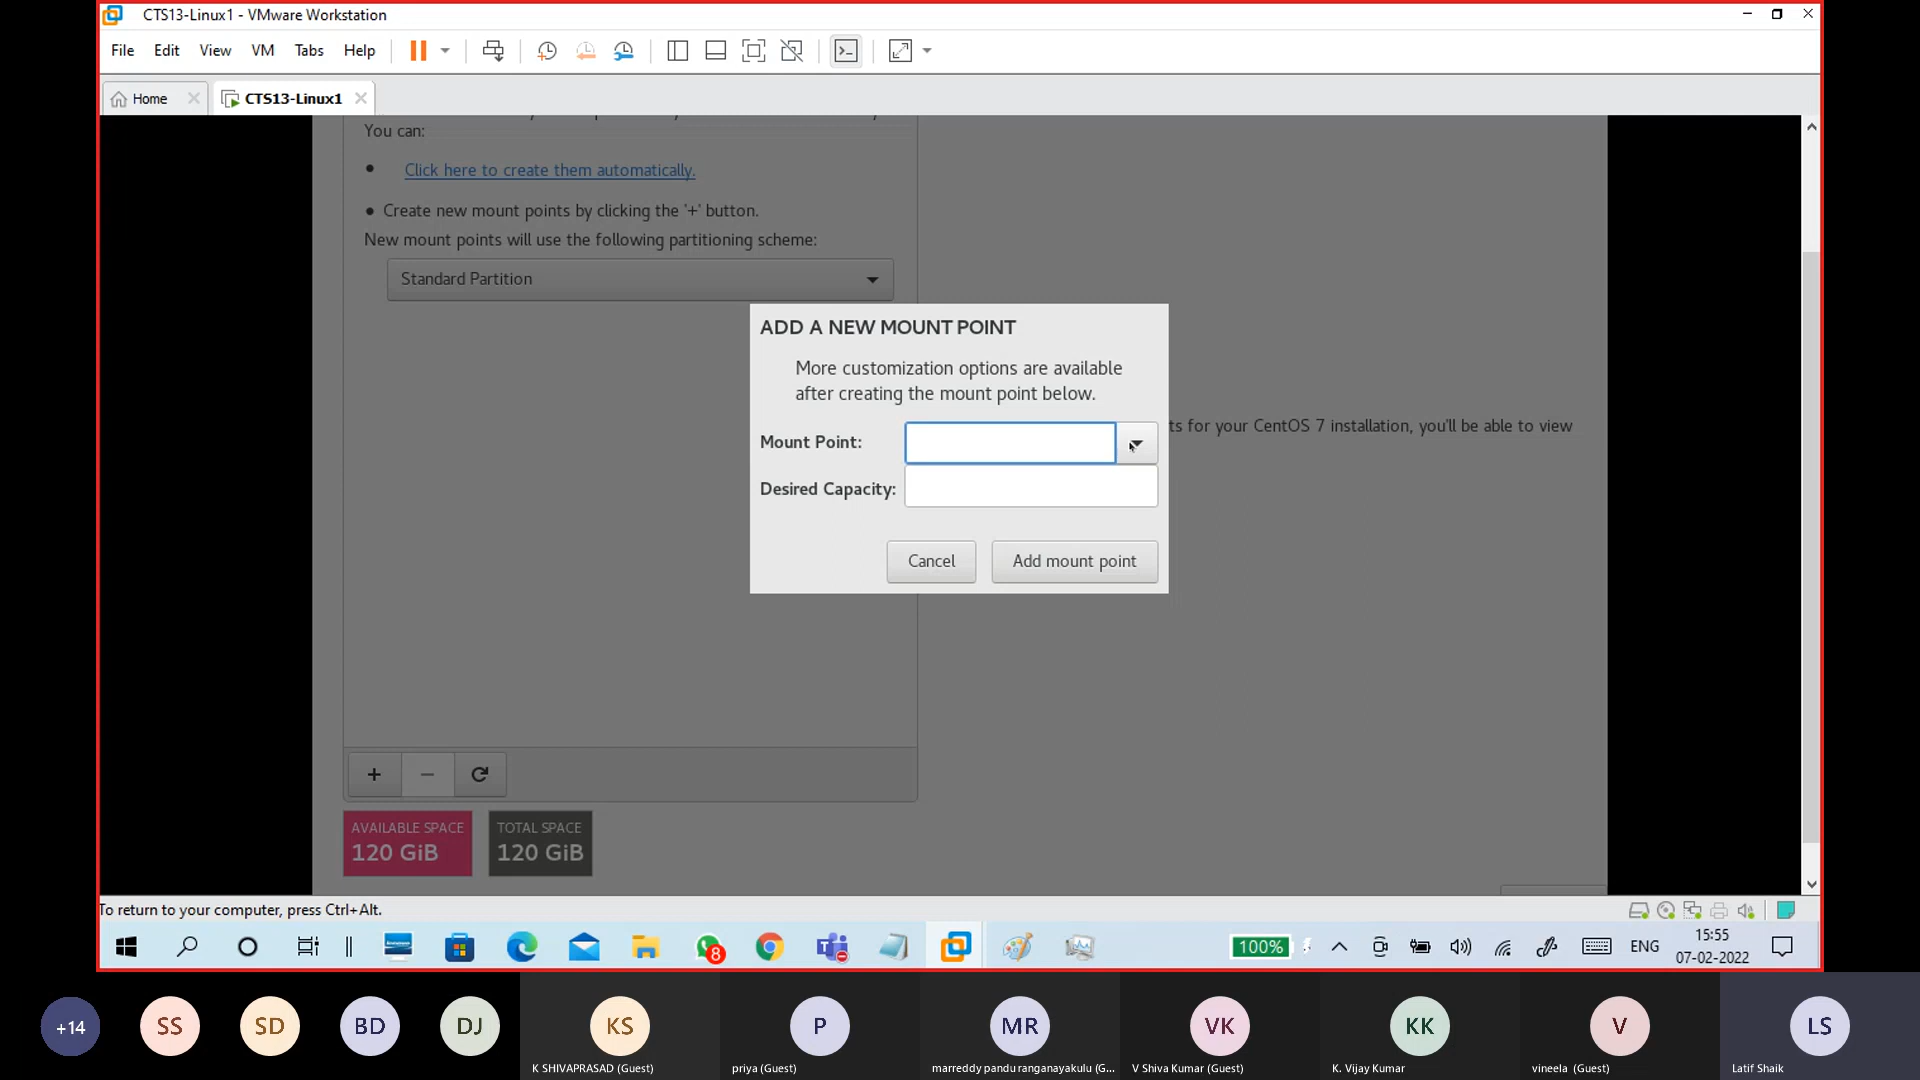 CTS13-Linux1 - VMware Workstation
File Edit View VM Tabs Help
Home
CTS13-Linux1
You can:
Click here to create them automatically.
• Create new mount points by clicking the '+' button.
New mount points will use the following partitioning scheme:
Standard Partition
ADD A NEW MOUNT POINT
More customization options are available
after creating the mount point below.
Mount Point:
ts for your CentOS 7 installation, you'll be able to view
Desired Capacity:
Cancel
Add mount point
AVAILABLE SPACE
120 GiB
TOTAL SPACE
120 GiB
To return to your computer, press Ctrl+Alt.
8
100%
ENG
15:55
07-02-2022
+14
SS
SD
BD
DJ
KS
K SHIVAPRASAD (Guest)
P
priya (Guest)
MR
marreddy pandu ranganayakulu (G...
VK
V Shiva Kumar (Guest)
KK
K. Vijay Kumar
V
vineela (Guest)
LS
Latif Shaik